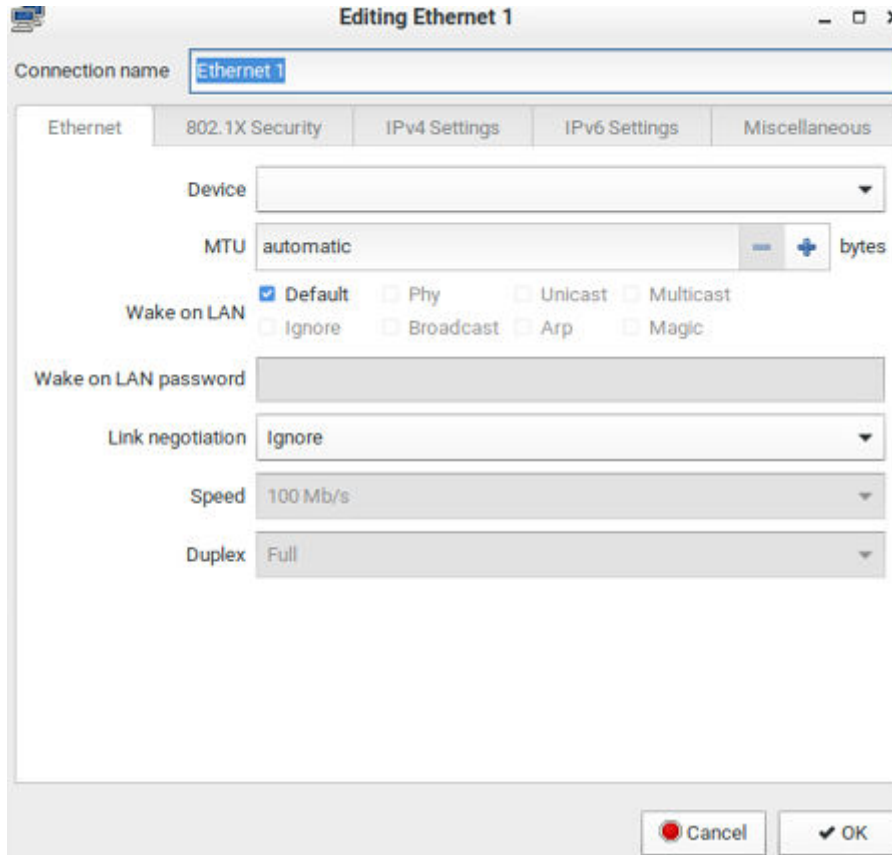 Editing Ethernet 1
Connection name Ethernet 1
Ethernet 802.1X Security IPv4 Settings IPv6 Settings Miscellaneous
Device
MTU automatic bytes
Default Phy Unicast Multicast
Wake on LAN
Ignore Broadcast Arp Magic
Wake on LAN password
Link negotiation Ignore
Speed 100 Mb/s
Duplex Full
Cancel OK